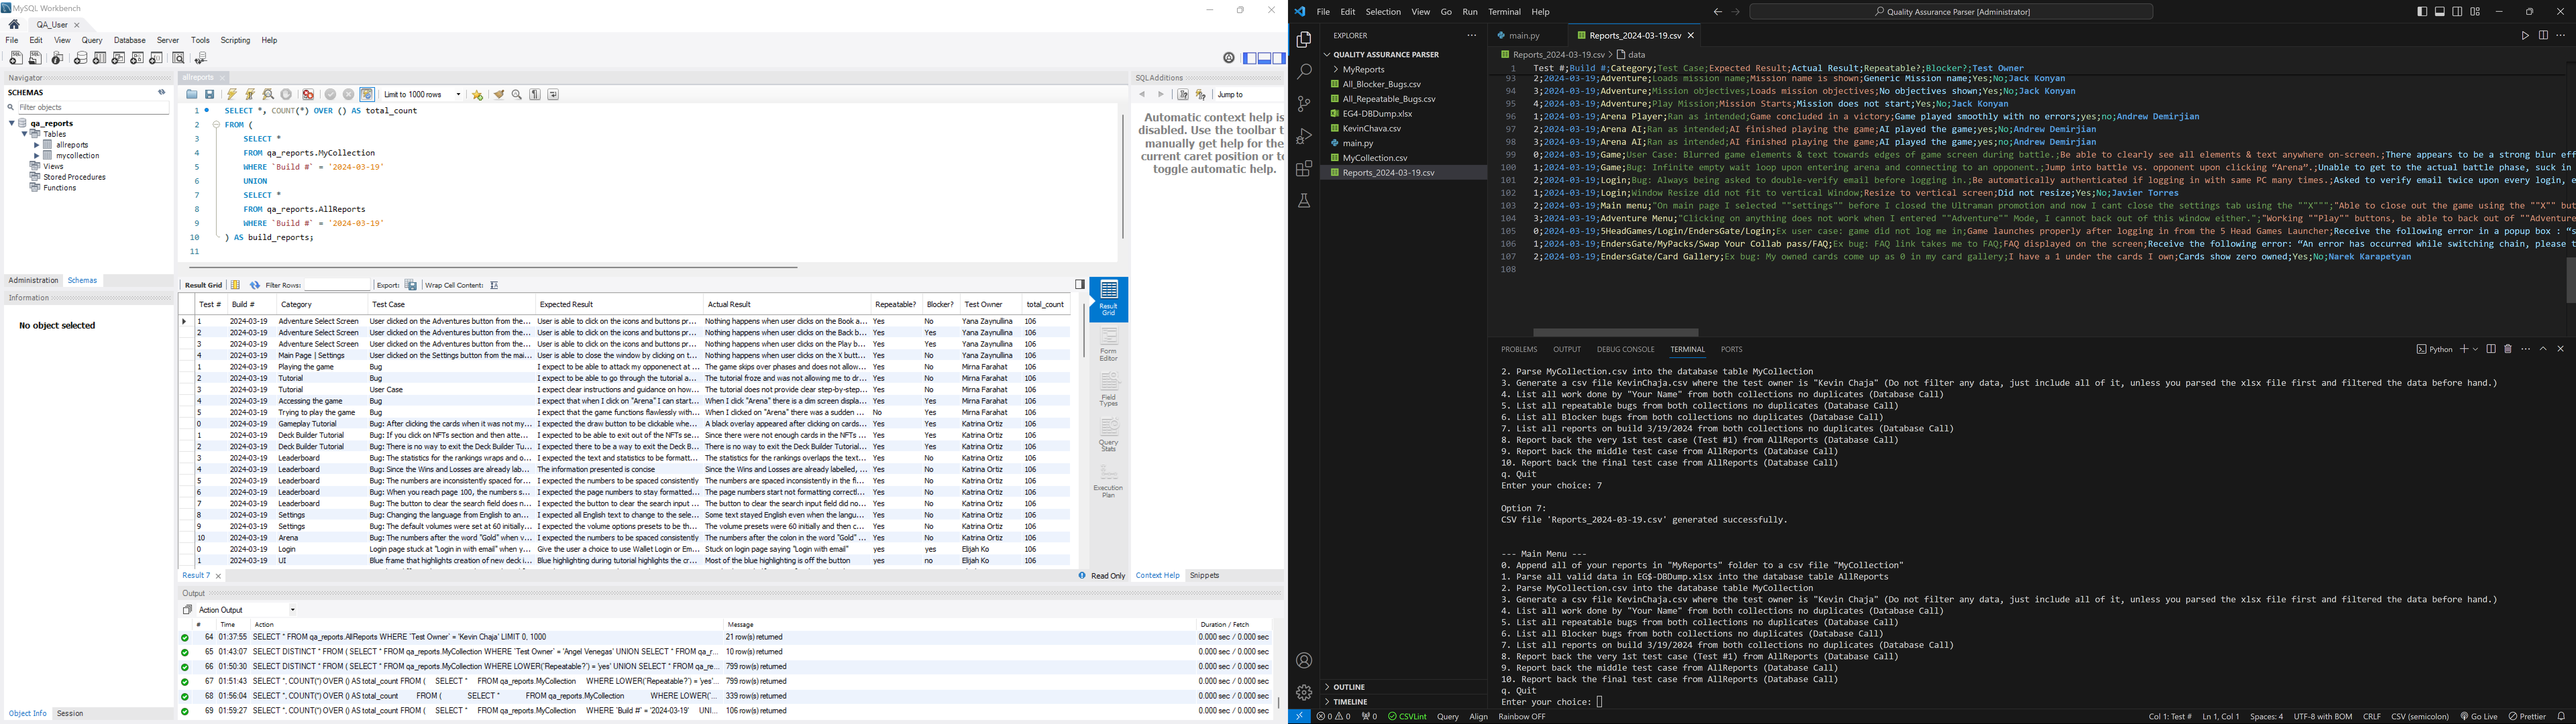 MySQL Workbench
QA_User
File Edit View Query Database Server Tools Scripting Help
Navigator
SCHEMAS
Filter objects
qa_reports
Tables
allreports
mycollection
Views
Stored Procedures
Functions
Administration Schemas
Information
No object selected
Object Info Session
allreports
Limit to 1000 rows
1 SELECT *, COUNT(*) OVER () AS total_count
2 FROM (
3 SELECT *
4 FROM qa_reports.MyCollection
5 WHERE `Build #` = '2024-03-19'
6 UNION
7 SELECT *
8 FROM qa_reports.AllReports
9 WHERE `Build #` = '2024-03-19'
10 ) AS build_reports;
11
Result Grid Filter Rows: Export: Wrap Cell Content:
Test # Build # Category Test Case Expected Result Actual Result Repeatable? Blocker? Test Owner total_count
1 2024-03-19 Adventure Select Screen User clicked on the Adventures button from the... User is able to click on the icons and buttons pr... Nothing happens when user clicks on the Book a... Yes No Yana Zaynullina 106
2 2024-03-19 Adventure Select Screen User clicked on the Adventures button from the... User is able to click on the icons and buttons pr... Nothing happens when user clicks on the Back b... Yes Yes Yana Zaynullina 106
3 2024-03-19 Adventure Select Screen User clicked on the Adventures button from the... User is able to click on the icons and buttons pr... Nothing happens when user clicks on the Play b... Yes Yes Yana Zaynullina 106
4 2024-03-19 Main Page | Settings User clicked on the Settings button from the mai... User is able to close the window by clicking on t... Nothing happens when user clicks on the X butt... Yes No Yana Zaynullina 106
1 2024-03-19 Playing the game Bug I expect to be able to attack my opponenect at ... The game skips over phases and does not allow... Yes No Mirna Farahat 106
2 2024-03-19 Tutorial Bug I expect to be able to go through the tutorial a... The tutorial froze and was not allowing me to dr... Yes Yes Mirna Farahat 106
3 2024-03-19 Tutorial User Case I expect clear instructions and guidance on how... The tutorial does not provide clear step-by-step... Yes No Mirna Farahat 106
4 2024-03-19 Accessing the game Bug I expect that when I click on "Arena" I can start... When I click "Arena" there is a dim screen displa... Yes Yes Mirna Farahat 106
5 2024-03-19 Trying to play the game Bug I expect that the game functions flawlessly with... When I clicked on "Arena" there was a sudden ... No Yes Mirna Farahat 106
0 2024-03-19 Gameplay Tutorial Bug: After clicking the cards when it was not my... I expected the draw button to be clickable whe... A black overlay appeared after clicking on cards... Yes Yes Katrina Ortiz 106
1 2024-03-19 Deck Builder Tutorial Bug: If you click on NFTs section and then atte... I expected to be able to exit out of the NFTs se... Since there were not enough cards in the NFTs ... Yes Yes Katrina Ortiz 106
2 2024-03-19 Deck Builder Tutorial Bug: There is no way to exit the Deck Builder Tu... I expected there to be a way to exit the Deck B... There is no way to exit the Deck Builder Tutorial... Yes Yes Katrina Ortiz 106
3 2024-03-19 Leaderboard Bug: The statistics for the rankings wraps and o... I expected the text and statistics to be formatt... The statistics for the rankings overlaps the text... Yes No Katrina Ortiz 106
4 2024-03-19 Leaderboard Bug: Since the Wins and Losses are already lab... The information presented is concise Since the Wins and Losses are already labelled, ... Yes No Katrina Ortiz 106
5 2024-03-19 Leaderboard Bug: The numbers are inconsistently spaced for... I expected the numbers to be spaced consistently The numbers are spaced inconsistently in the fi... Yes No Katrina Ortiz 106
6 2024-03-19 Leaderboard Bug: When you reach page 100, the numbers s... I expected the page numbers to stay formatted... The page numbers start not formatting correctl... Yes No Katrina Ortiz 106
7 2024-03-19 Leaderboard Bug: The button to clear the search field does n... I expected the button to clear the search input ... The button to clear the search input field did no... Yes No Katrina Ortiz 106
8 2024-03-19 Settings Bug: Changing the language from English to an... I expected all English text to change to the sele... Some text stayed English even when the langu... Yes No Katrina Ortiz 106
9 2024-03-19 Settings Bug: The default volumes were set at 60 initially... I expected the volume options presets to be th... The volume presets were 60 initially and then c... Yes No Katrina Ortiz 106
10 2024-03-19 Arena Bug: The numbers after the word "Gold" when v... I expected the numbers to be spaced consistently The numbers after the colon in the word "Gold" ... Yes No Katrina Ortiz 106
0 2024-03-19 Login Login page stuck at "Login in with email" when y... Give the user a choice to use Wallet Login or Em... Stuck on login page saying "Login with email" yes yes Elijah Ko 106
1 2024-03-19 UI Blue frame that highlights creation of new deck i... Blue highlighting during tutorial highlights the cr... Most of the blue highlighting is off the button yes no Elijah Ko 106
Result 7
Read Only
Result Grid
Form Editor
Field Types
Query Stats
Execution Plan
SQLAdditions
Jump to
Automatic context help is
disabled. Use the toolbar t
manually get help for the
current caret position or te
toggle automatic help.
Context Help Snippets
Output
Action Output
# Time Action Message Duration / Fetch
64 01:37:55 SELECT * FROM qa_reports.AllReports WHERE `Test Owner` = 'Kevin Chaja' LIMIT 0, 1000 21 row(s) returned 0.000 sec / 0.000 sec
65 01:43:07 SELECT DISTINCT * FROM ( SELECT * FROM qa_reports.MyCollection WHERE `Test Owner` = 'Angel Venegas' UNION SELECT * FROM qa_r... 10 row(s) returned 0.000 sec / 0.000 sec
66 01:50:30 SELECT DISTINCT * FROM ( SELECT * FROM qa_reports.MyCollection WHERE LOWER(`Repeatable?`) = 'yes' UNION SELECT * FROM qa_re... 799 row(s) returned 0.000 sec / 0.000 sec
67 01:51:43 SELECT *, COUNT(*) OVER () AS total_count FROM ( SELECT * FROM qa_reports.MyCollection WHERE LOWER(`Repeatable?`) = 'yes'... 799 row(s) returned 0.000 sec / 0.000 sec
68 01:56:04 SELECT *, COUNT(*) OVER () AS total_count FROM ( SELECT * FROM qa_reports.MyCollection WHERE LOWER(`... 339 row(s) returned 0.000 sec / 0.000 sec
69 01:59:27 SELECT *, COUNT(*) OVER () AS total_count FROM ( SELECT * FROM qa_reports.MyCollection WHERE `Build #` = '2024-03-19' UNI... 106 row(s) returned 0.000 sec / 0.000 sec
File Edit Selection View Go Run Terminal Help
Quality Assurance Parser [Administrator]
EXPLORER
QUALITY ASSURANCE PARSER
MyReports
All_Blocker_Bugs.csv
All_Repeatable_Bugs.csv
EG4-DBDump.xlsx
KevinChava.csv
main.py
MyCollection.csv
Reports_2024-03-19.csv
OUTLINE
TIMELINE
main.py
Reports_2024-03-19.csv
Reports_2024-03-19.csv > data
1 Test #;Build #;Category;Test Case;Expected Result;Actual Result;Repeatable?;Blocker?;Test Owner
93 2;2024-03-19;Adventure;Loads mission name;Mission name is shown;Generic Mission name;Yes;No;Jack Konyan
94 3;2024-03-19;Adventure;Mission objectives;Loads mission objectives;No objectives shown;Yes;No;Jack Konyan
95 4;2024-03-19;Adventure;Play Mission;Mission Starts;Mission does not start;Yes;No;Jack Konyan
96 1;2024-03-19;Arena Player;Ran as intended;Game concluded in a victory;Game played smoothly with no errors;yes;no;Andrew Demirjian
97 2;2024-03-19;Arena AI;Ran as intended;AI finished playing the game;AI played the game;yes;No;Andrew Demirjian
98 3;2024-03-19;Arena AI;Ran as intended;AI finished playing the game;AI played the game;yes;no;Andrew Demirjian
99 0;2024-03-19;Game;User Case: Blurred game elements & text towards edges of game screen during battle.;Be able to clearly see all elements & text anywhere on-screen.;There appears to be a strong blur eff
100 1;2024-03-19;Game;Bug: Infinite empty wait loop upon entering arena and connecting to an opponent.;Jump into battle vs. opponent upon clicking “Arena”.;Unable to get to the actual battle phase, suck in
101 2;2024-03-19;Login;Bug: Always being asked to double-verify email before logging in.;Be automatically authenticated if logging in with same PC many times.;Asked to verify email twice upon every login, e
102 1;2024-03-19;Login;Window Resize did not fit to vertical Window;Resize to vertical screen;Did not resize;Yes;No;Javier Torres
103 2;2024-03-19;Main menu;"On main page I selected ""settings"" before I closed the Ultraman promotion and now I cant close the settings tab using the ""X""";"Able to close out the game using the ""X"" but
104 3;2024-03-19;Adventure Menu;"Clicking on anything does not work when I entered ""Adventure"" Mode, I cannot back out of this window either.";"Working ""Play"" buttons, be able to back out of ""Adventure
105 0;2024-03-19;5HeadGames/Login/EndersGate/Login;Ex user case: game did not log me in;Game launches properly after logging in from the 5 Head Games Launcher;Receive the following error in a popup box : “s
106 1;2024-03-19;EndersGate/MyPacks/Swap Your Collab pass/FAQ;Ex bug: FAQ link takes me to FAQ;FAQ displayed on the screen;Receive the following error: “An error has occurred while switching chain, please t
107 2;2024-03-19;EndersGate/Card Gallery;Ex bug: My owned cards come up as 0 in my card gallery;I have a 1 under the cards I own;Cards show zero owned;Yes;No;Narek Karapetyan
108
PROBLEMS OUTPUT DEBUG CONSOLE TERMINAL PORTS
Python
2. Parse MyCollection.csv into the database table MyCollection
3. Generate a csv file KevinChaja.csv where the test owner is "Kevin Chaja" (Do not filter any data, just include all of it, unless you parsed the xlsx file first and filtered the data before hand.)
4. List all work done by "Your Name" from both collections no duplicates (Database Call)
5. List all repeatable bugs from both collections no duplicates (Database Call)
6. List all Blocker bugs from both collections no duplicates (Database Call)
7. List all reports on build 3/19/2024 from both collections no duplicates (Database Call)
8. Report back the very 1st test case (Test #1) from AllReports (Database Call)
9. Report back the middle test case from AllReports (Database Call)
10. Report back the final test case from AllReports (Database Call)
q. Quit
Enter your choice: 7
Option 7:
CSV file 'Reports_2024-03-19.csv' generated successfully.
--- Main Menu ---
0. Append all of your reports in "MyReports" folder to a csv file "MyCollection"
1. Parse all valid data in EG$-DBDump.xlsx into the database table AllReports
2. Parse MyCollection.csv into the database table MyCollection
3. Generate a csv file KevinChaja.csv where the test owner is "Kevin Chaja" (Do not filter any data, just include all of it, unless you parsed the xlsx file first and filtered the data before hand.)
4. List all work done by "Your Name" from both collections no duplicates (Database Call)
5. List all repeatable bugs from both collections no duplicates (Database Call)
6. List all Blocker bugs from both collections no duplicates (Database Call)
7. List all reports on build 3/19/2024 from both collections no duplicates (Database Call)
8. Report back the very 1st test case (Test #1) from AllReports (Database Call)
9. Report back the middle test case from AllReports (Database Call)
10. Report back the final test case from AllReports (Database Call)
q. Quit
Enter your choice:
0 0 0 CSVLint Query Align Rainbow OFF Col 1: Test # Ln 1, Col 1 Spaces: 4 UTF-8 with BOM CRLF CSV (semicolon) Go Live Prettier